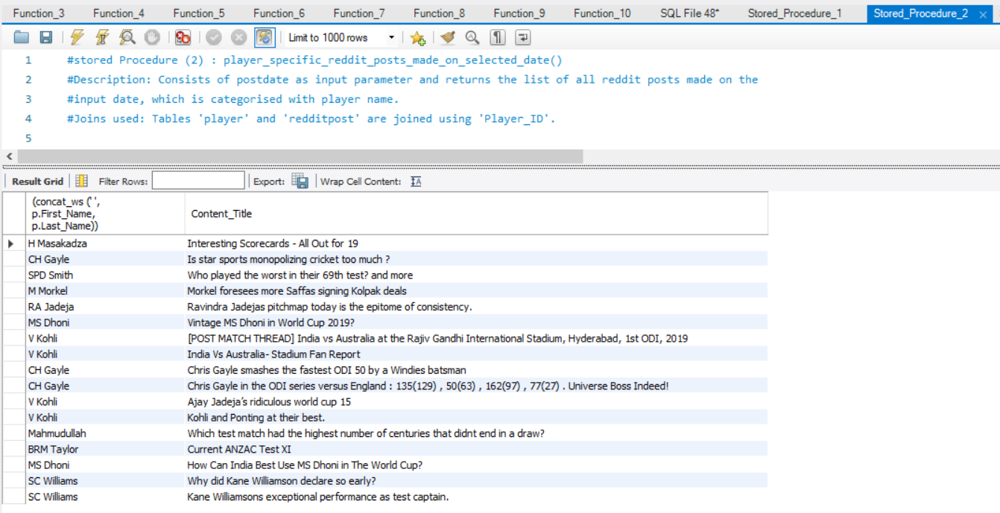 Function_3 Function_4 Function_5 Function_6 Function_7 Function_8 Function_9 Function_10 SQL File 48* Stored_Procedure_1 Stored_Procedure_2
Limit to 1000 rows
1 #stored Procedure (2) : player_specific_reddit_posts_made_on_selected_date()
2 #Description: Consists of postdate as input parameter and returns the list of all reddit posts made on the
3 #input date, which is categorised with player name.
4 #Joins used: Tables 'player' and 'redditpost' are joined using 'Player_ID'.
5
Result Grid Filter Rows: Export: Wrap Cell Content:
(concat_ws (' ',
p.First_Name,
p.Last_Name)) Content_Title
H Masakadza Interesting Scorecards - All Out for 19
CH Gayle Is star sports monopolizing cricket too much ?
SPD Smith Who played the worst in their 69th test? and more
M Morkel Morkel foresees more Saffas signing Kolpak deals
RA Jadeja Ravindra Jadejas pitchmap today is the epitome of consistency.
MS Dhoni Vintage MS Dhoni in World Cup 2019?
V Kohli [POST MATCH THREAD] India vs Australia at the Rajiv Gandhi International Stadium, Hyderabad, 1st ODI, 2019
V Kohli India Vs Australia- Stadium Fan Report
CH Gayle Chris Gayle smashes the fastest ODI 50 by a Windies batsman
CH Gayle Chris Gayle in the ODI series versus England : 135(129) , 50(63) , 162(97) , 77(27) . Universe Boss Indeed!
V Kohli Ajay Jadeja’s ridiculous world cup 15
V Kohli Kohli and Ponting at their best.
Mahmudullah Which test match had the highest number of centuries that didnt end in a draw?
BRM Taylor Current ANZAC Test XI
MS Dhoni How Can India Best Use MS Dhoni in The World Cup?
SC Williams Why did Kane Williamson declare so early?
SC Williams Kane Williamsons exceptional performance as test captain.